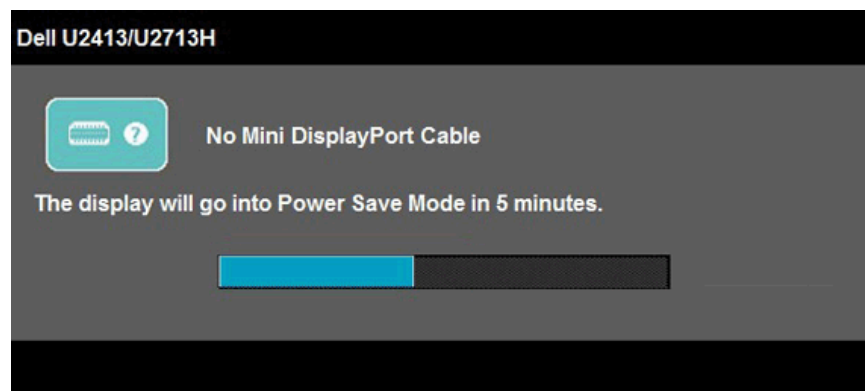 Dell U2413/U2713H
?
No Mini DisplayPort Cable
The display will go into Power Save Mode in 5 minutes.